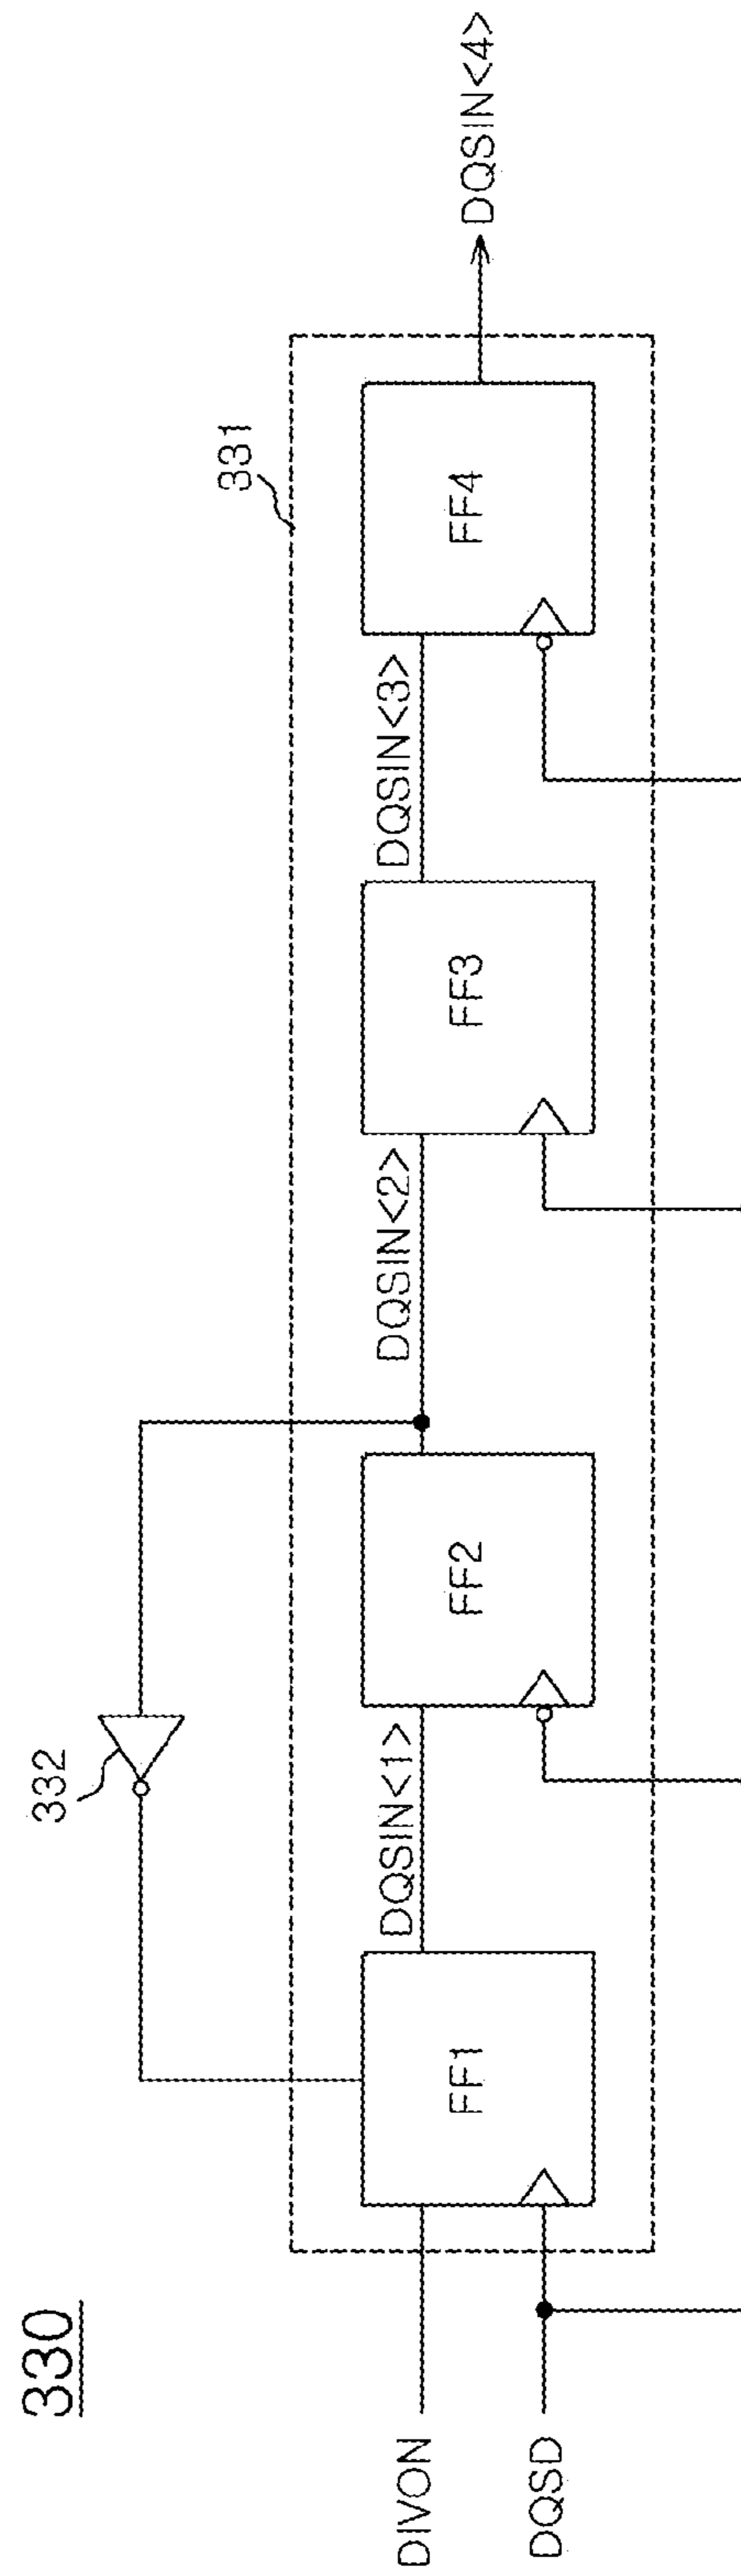 330
332
331
DIVON
DQSD
FF1
DQSIN<1>
FF2
DQSIN<2>
FF3
DQSIN<3>
FF4
DQSIN<4>